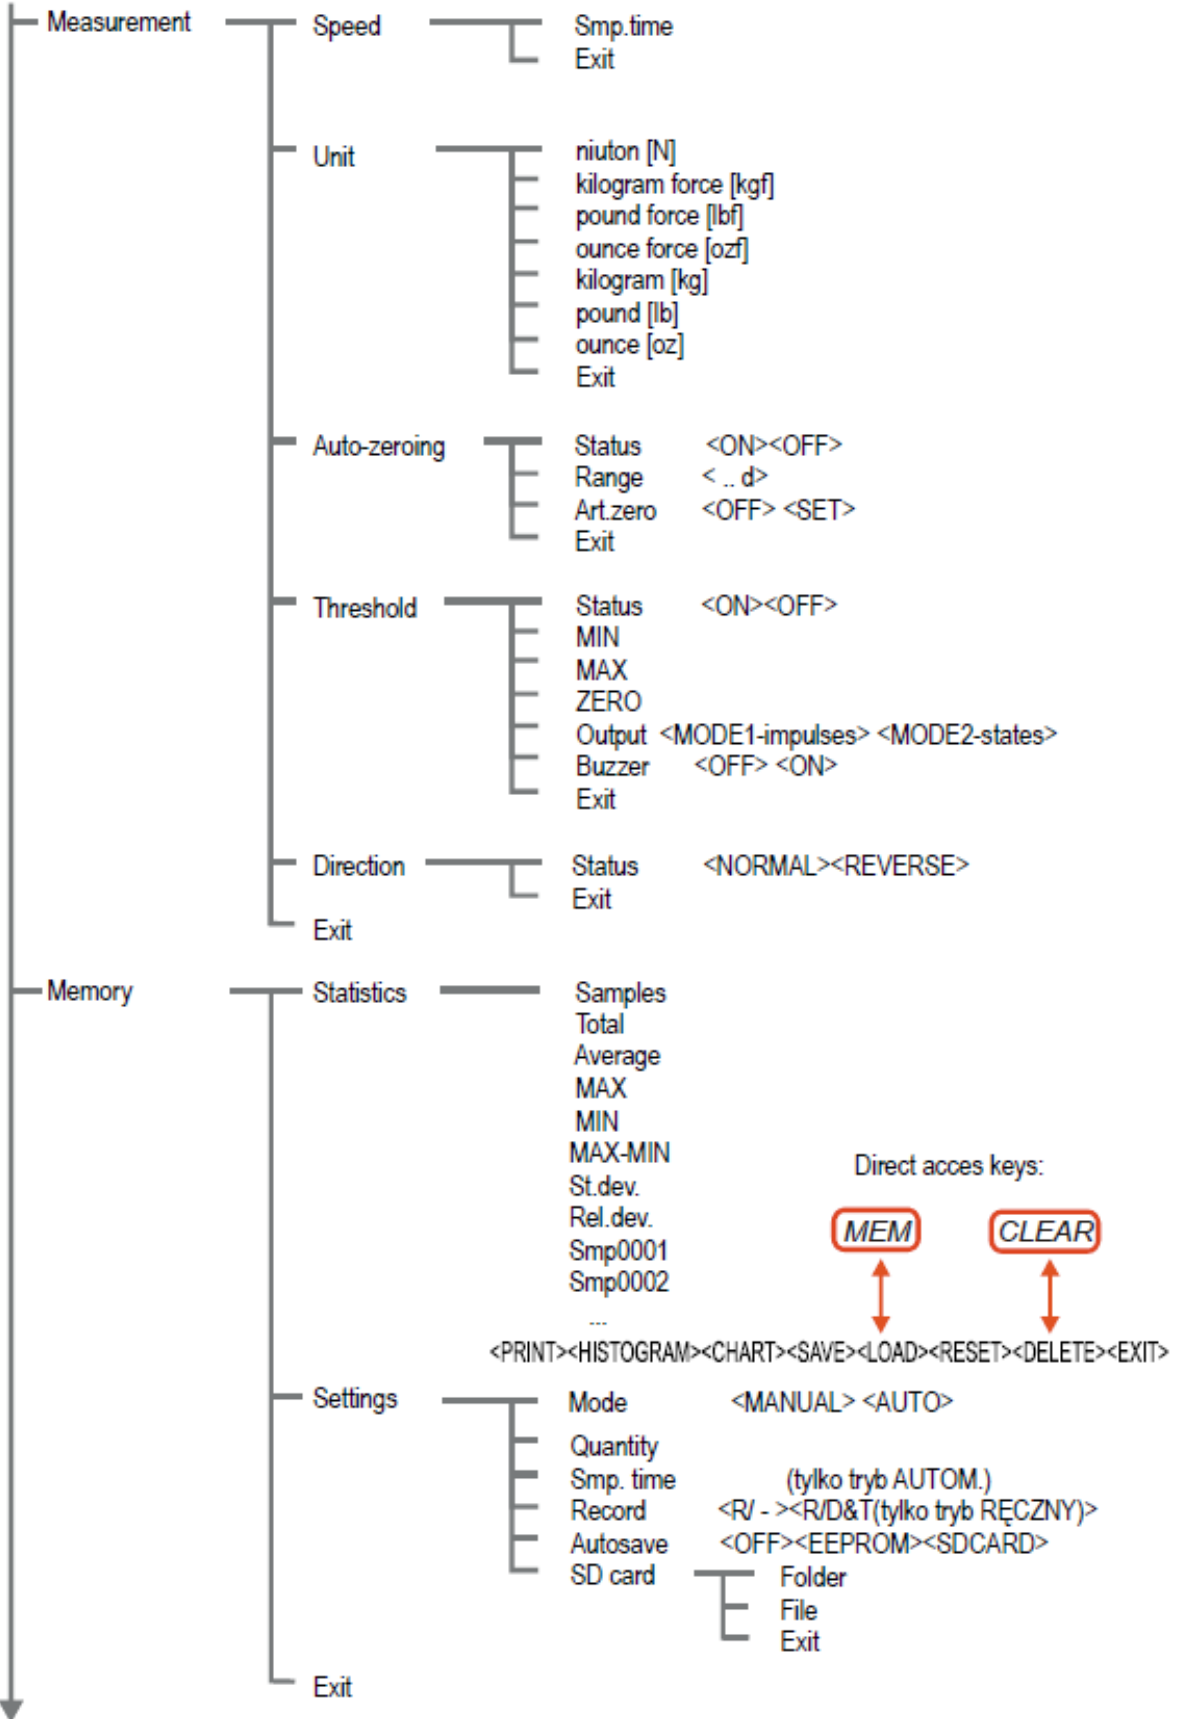 Measurement Speed Smp.time
Exit
Unit niuton [N]
kilogram force [kgf]
pound force [lbf]
ounce force [ozf]
kilogram [kg]
pound [lb]
ounce [oz]
Exit
Auto-zeroing Status <ON><OFF>
Range < .. d>
Art.zero <OFF> <SET>
Exit
Threshold Status <ON><OFF>
MIN
MAX
ZERO
Output <MODE1-impulses> <MODE2-states>
Buzzer <OFF> <ON>
Exit
Direction Status <NORMAL><REVERSE>
Exit
Exit
Memory Statistics Samples
Total
Average
MAX
MIN
MAX-MIN
Direct acces keys:
St.dev.
Rel.dev.
MEM CLEAR
Smp0001
Smp0002
...
<PRINT><HISTOGRAM><CHART><SAVE><LOAD><RESET><DELETE><EXIT>
Settings Mode <MANUAL> <AUTO>
Quantity
Smp. time (tylko tryb AUTOM.)
Record <R/ - ><R/D&T(tylko tryb RĘCZNY)>
Autosave <OFF><EEPROM><SDCARD>
SD card Folder
File
Exit
Exit